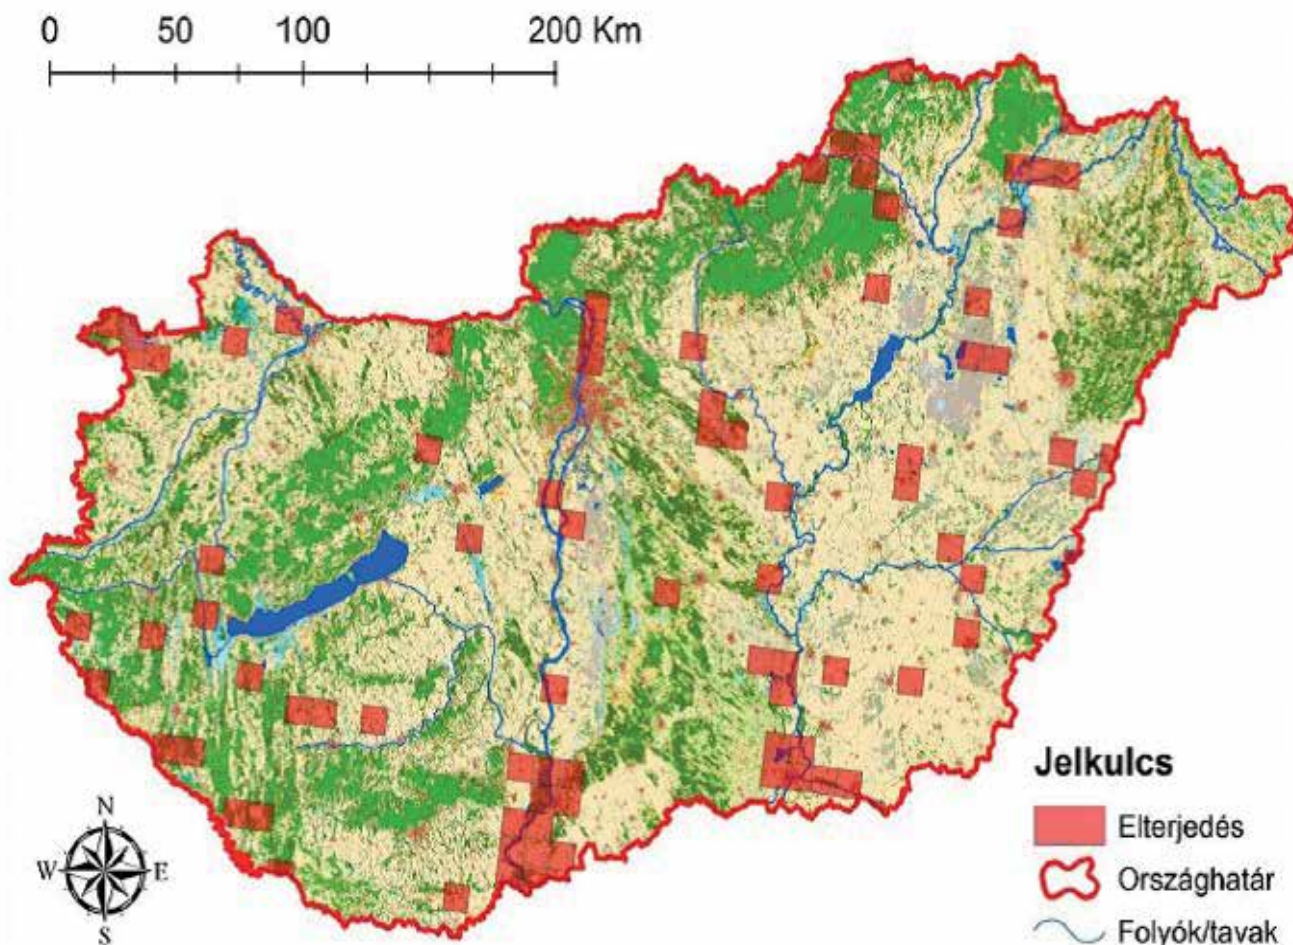 0 50 100 200 Km
Jelkulcs
Elterjedés
Országhatár
Folyók/tavak
N
W E
S